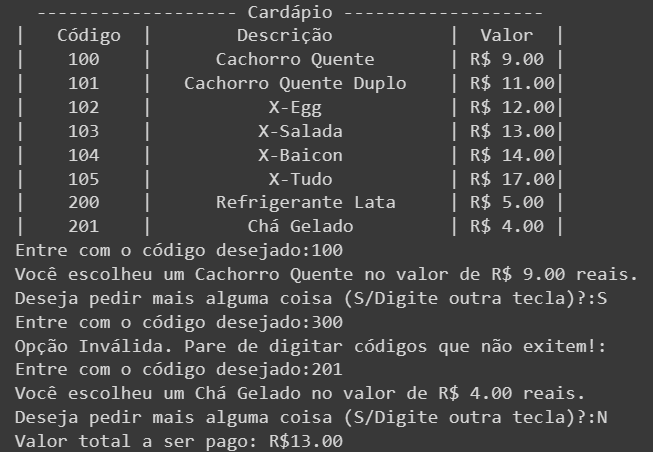 ------------------- Cardápio -------------------
|   Código  |        Descrição           |  Valor  |
|    100    |      Cachorro Quente       | R$ 9.00 |
|    101    |   Cachorro Quente Duplo    | R$ 11.00|
|    102    |           X-Egg            | R$ 12.00|
|    103    |          X-Salada          | R$ 13.00|
|    104    |          X-Baicon          | R$ 14.00|
|    105    |           X-Tudo           | R$ 17.00|
|    200    |      Refrigerante Lata     | R$ 5.00 |
|    201    |         Chá Gelado         | R$ 4.00 |
Entre com o código desejado:100
Você escolheu um Cachorro Quente no valor de R$ 9.00 reais.
Deseja pedir mais alguma coisa (S/Digite outra tecla)?:S
Entre com o código desejado:300
Opção Inválida. Pare de digitar códigos que não exitem!:
Entre com o código desejado:201
Você escolheu um Chá Gelado no valor de R$ 4.00 reais.
Deseja pedir mais alguma coisa (S/Digite outra tecla)?:N
Valor total a ser pago: R$13.00